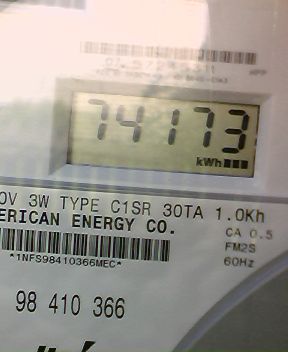 74173
kWh
0V 3W TYPE C1SR 30TA 1.0Kh
ERICAN ENERGY CO.
CA 0.5
FM2S
60Hz
*1NFS98410366MEC*
98 410 366